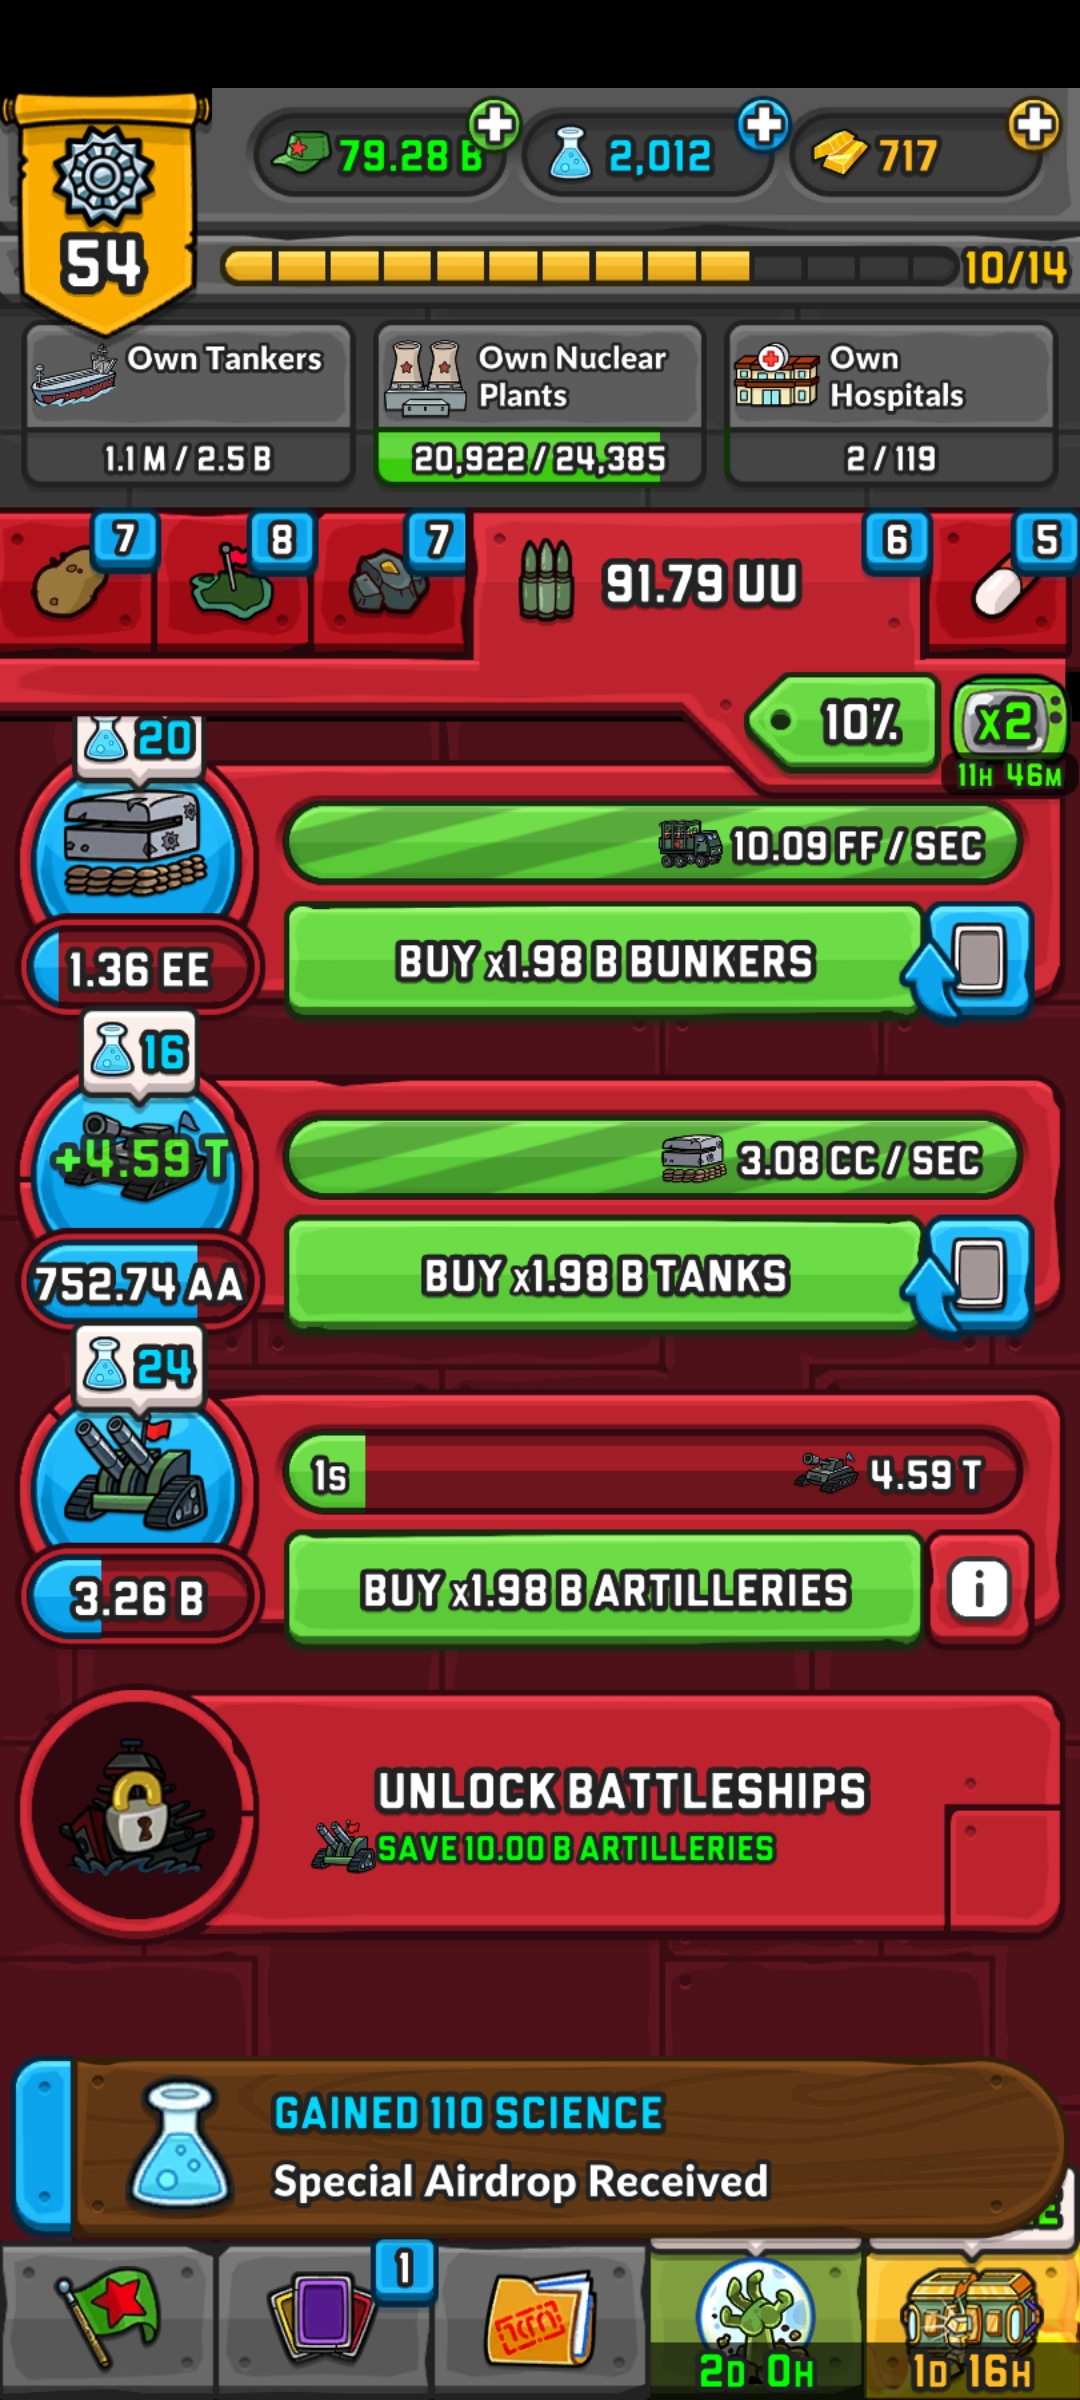 79.28 B
2,012
717
54
10/14
Own Tankers
1.1 M / 2.5 B
Own Nuclear
Plants
20,922 / 24,385
Own
Hospitals
2 / 119
7
8
7
91.79 UU
6
5
10%
x2
11H 46M
20
10.09 FF / SEC
1.36 EE
BUY x1.98 B BUNKERS
16
+4.59 T
3.08 CC / SEC
752.74 AA
BUY x1.98 B TANKS
24
1s
4.59 T
3.26 B
BUY x1.98 B ARTILLERIES
i
UNLOCK BATTLESHIPS
SAVE 10.00 B ARTILLERIES
GAINED 110 SCIENCE
Special Airdrop Received
1
2D 0H
1D 16H